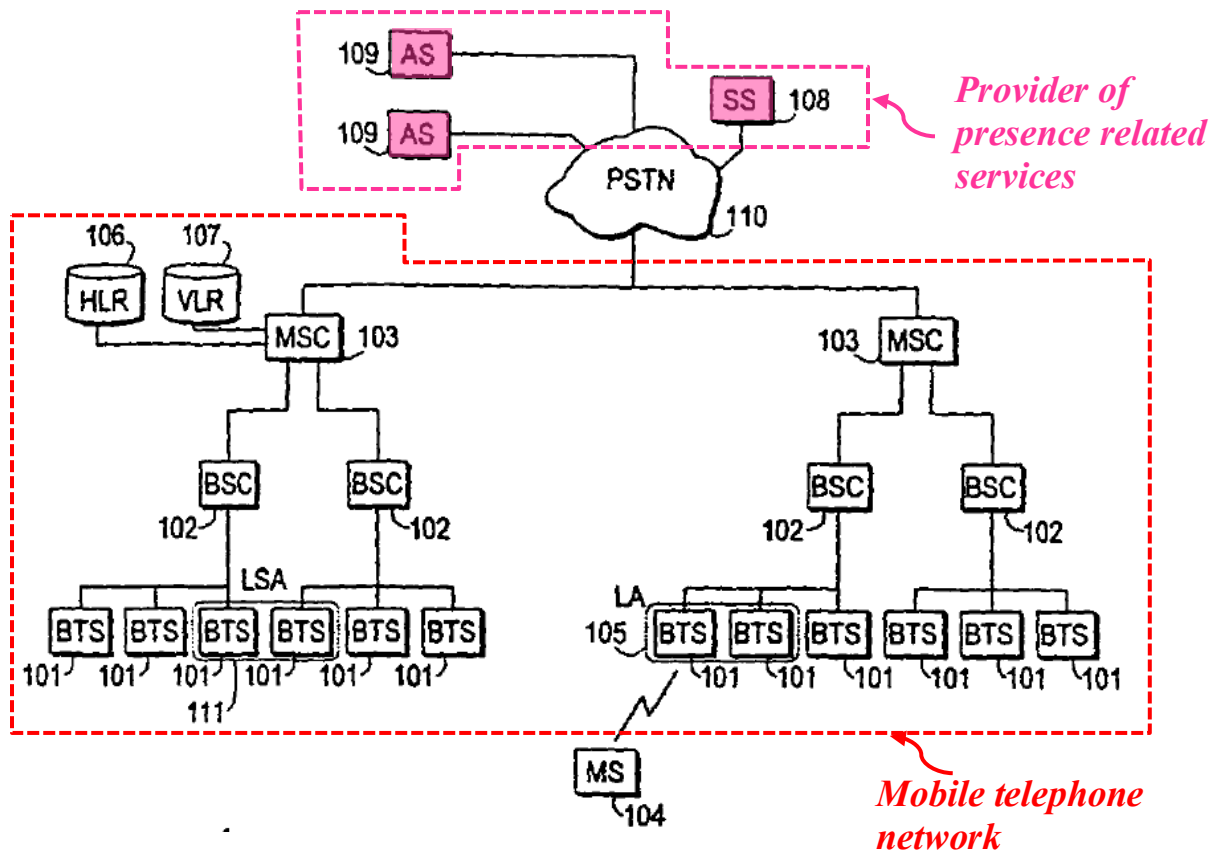 109 AS
SS 108
Provider of
presence related
services
109 AS
PSTN
110
106 107
HLR VLR
MSC 103
103 MSC
BSC BSC
102 102
BSC BSC
102 102
LSA
LA
BTS BTS BTS BTS BTS BTS
101 101 101 101 101 101
111
105 BTS BTS BTS BTS BTS BTS
101 101 101 101 101 101
MS
104
Mobile telephone
network